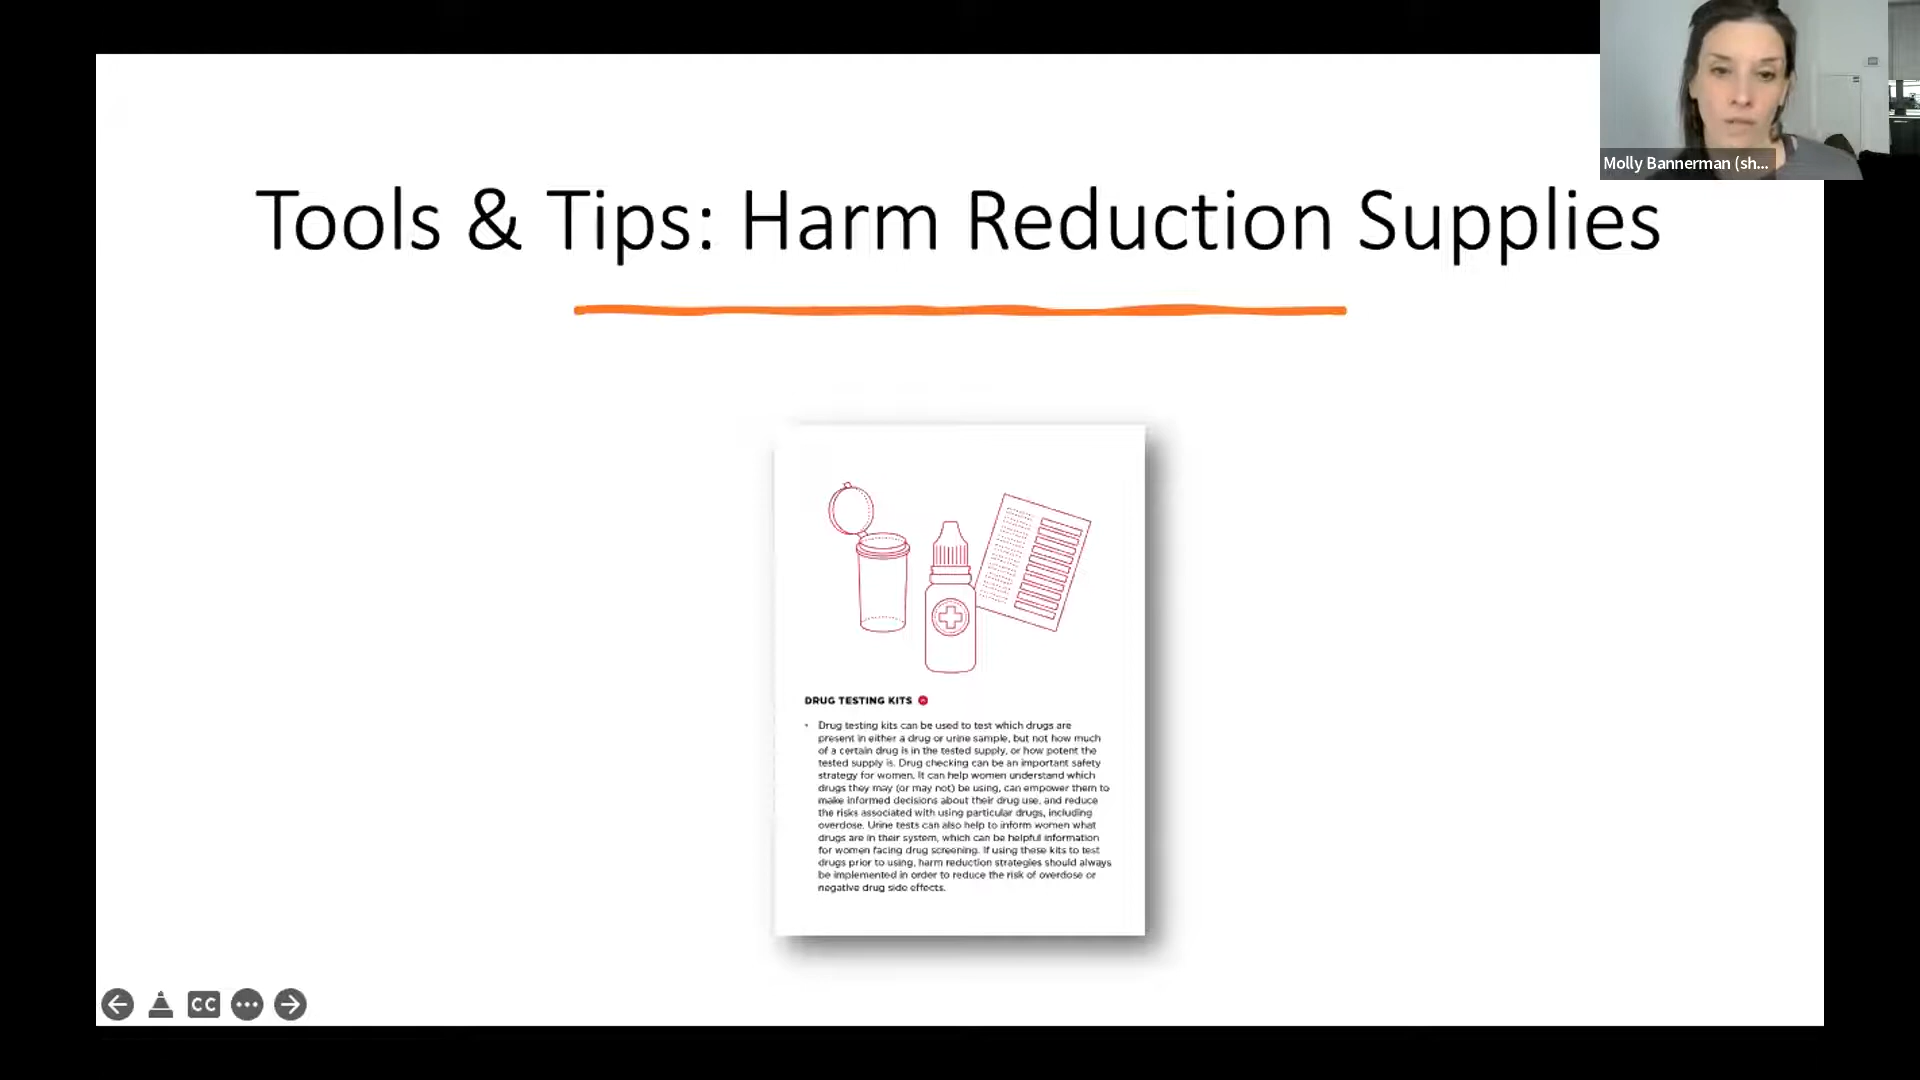 Molly Bannerman (sh...
Tools & Tips: Harm Reduction Supplies
DRUG TESTING KITS
• Drug testing kits can be used to test which drugs are
present in either a drug or urine sample, but not how much
of a certain drug is in the tested supply, or how potent the
tested supply is. Drug checking can be an important safety
strategy for women. It can help women understand which
drugs they may (or may not) be using, can empower them to
make informed decisions about their drug use, and reduce
the risks associated with using particular drugs, including
overdose. Urine tests can also help to inform women what
drugs are in their system, which can be helpful information
for women facing drug screening. If using these kits to test
drugs prior to using, harm reduction strategies should always
be implemented in order to reduce the risk of overdose or
negative drug side effects.
CC